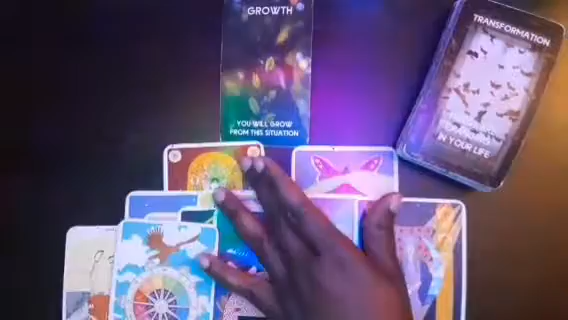 GROWTH
YOU WILL GROW
FROM THIS SITUATION
TRANSFORMATION
IN YOUR LIFE